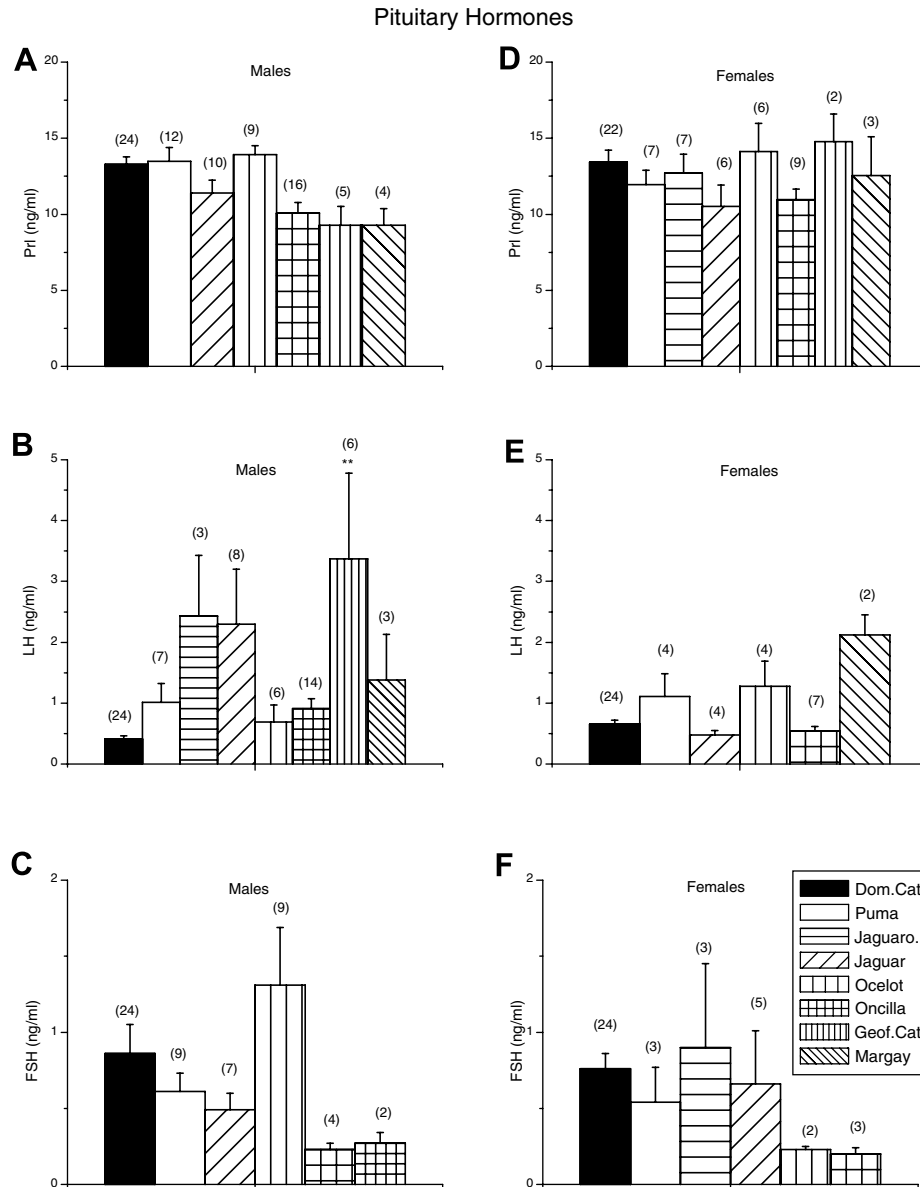 Pituitary Hormones
A
Males
Prl (ng/ml)
20
15
10
5
0
(24)
(12)
(10)
(9)
(16)
(5)
(4)
D
Females
Prl (ng/ml)
20
15
10
5
0
(22)
(7)
(7)
(6)
(6)
(9)
(2)
(3)
B
Males
LH (ng/ml)
5
4
3
2
1
0
(24)
(7)
(3)
(8)
(6)
(14)
(6)
**
(3)
E
Females
LH (ng/ml)
5
4
3
2
1
0
(24)
(4)
(4)
(4)
(7)
(2)
C
Males
FSH (ng/ml)
2
1
0
(24)
(9)
(7)
(9)
(4)
(2)
F
Females
FSH (ng/ml)
2
1
0
(24)
(3)
(3)
(5)
(2)
(3)
Dom.Cat
Puma
Jaguaro.
Jaguar
Ocelot
Oncilla
Geof.Cat
Margay